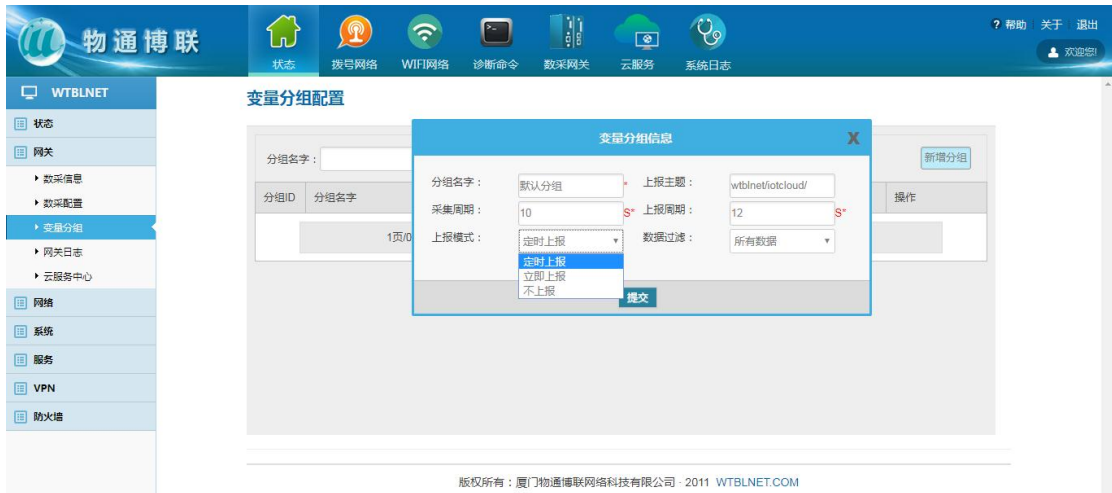 物通博联
状态 拨号网络 WIFI网络 诊断命令 数采网关 云服务 系统日志
? 帮助 关于 退出
欢迎您!
WTBLNET
状态
网关
数采信息
数采配置
变量分组
网关日志
云服务中心
网络
系统
服务
VPN
防火墙
变量分组配置
分组名字: 新增分组
分组ID 分组名字 操作
1页/0
变量分组信息 X
分组名字: 默认分组 * 上报主题: wtblnet/iotcloud/
采集周期: 10 S* 上报周期: 12 S*
上报模式: 定时上报 数据过滤: 所有数据
定时上报
立即上报
不上报
提交
版权所有:厦门物通博联网络科技有限公司 - 2011 WTBLNET.COM